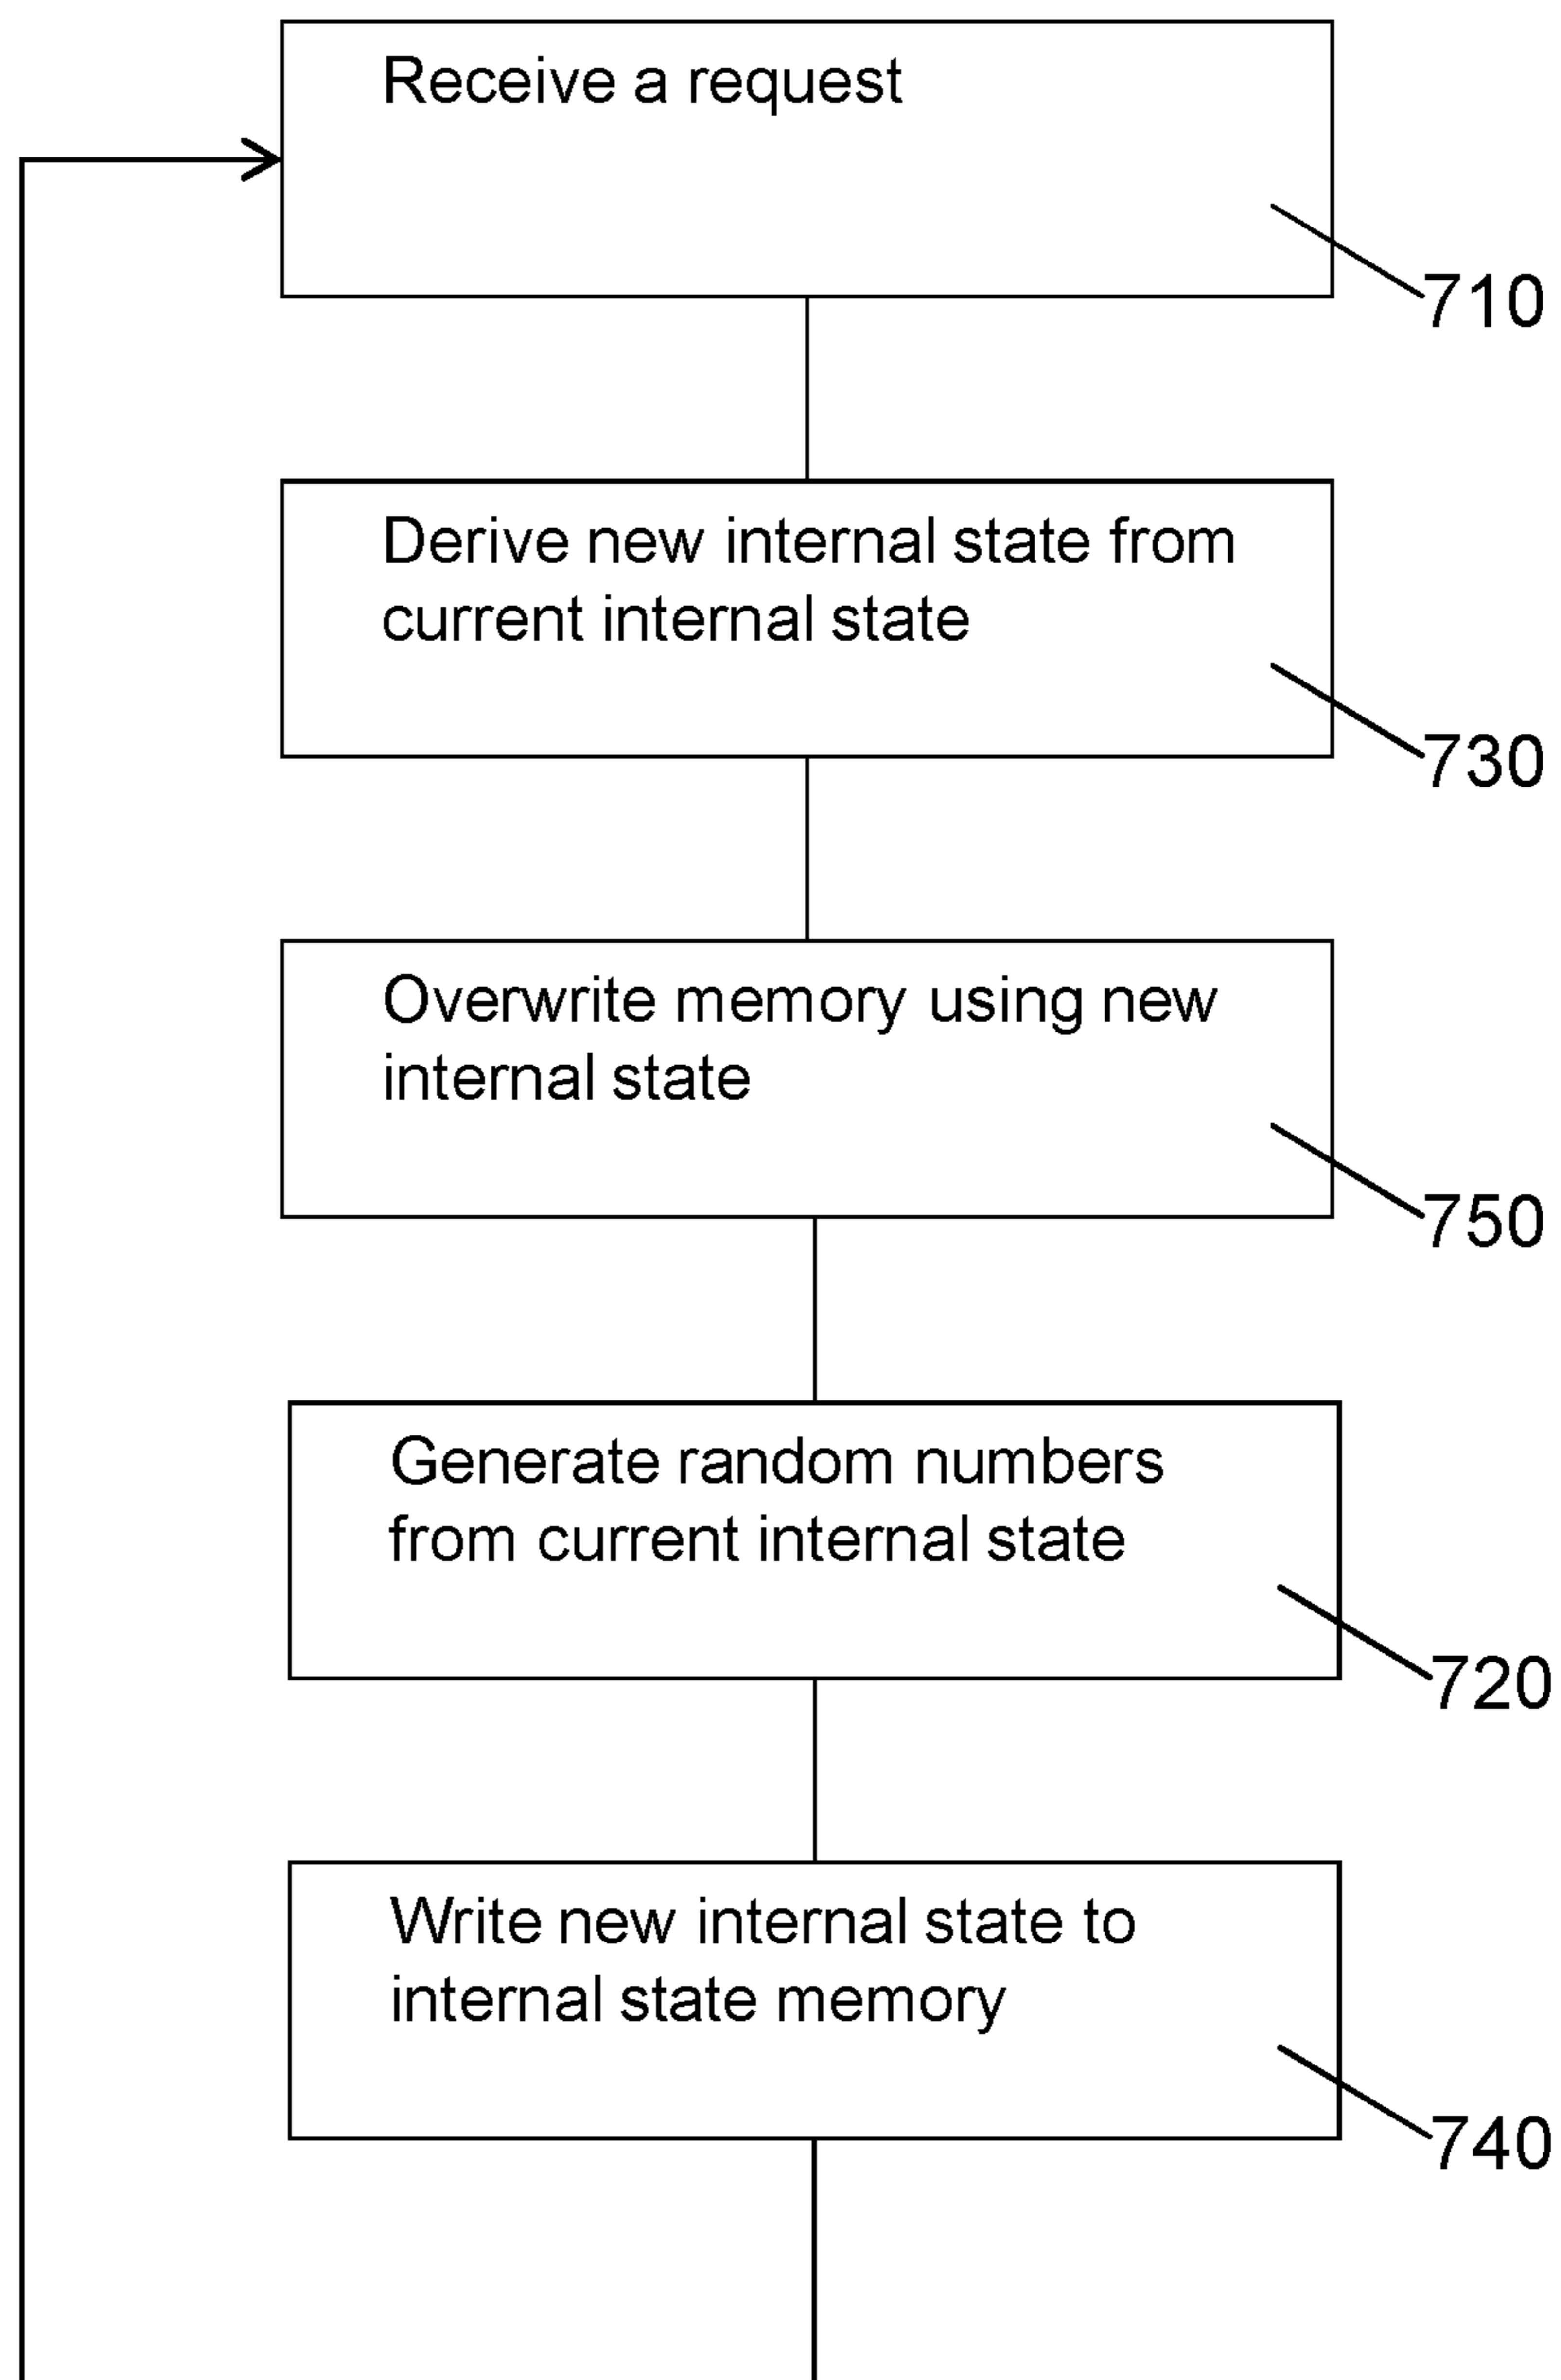 Receive a request
710
Derive new internal state from
current internal state
730
Overwrite memory using new
internal state
750
Generate random numbers
from current internal state
720
Write new internal state to
internal state memory
740